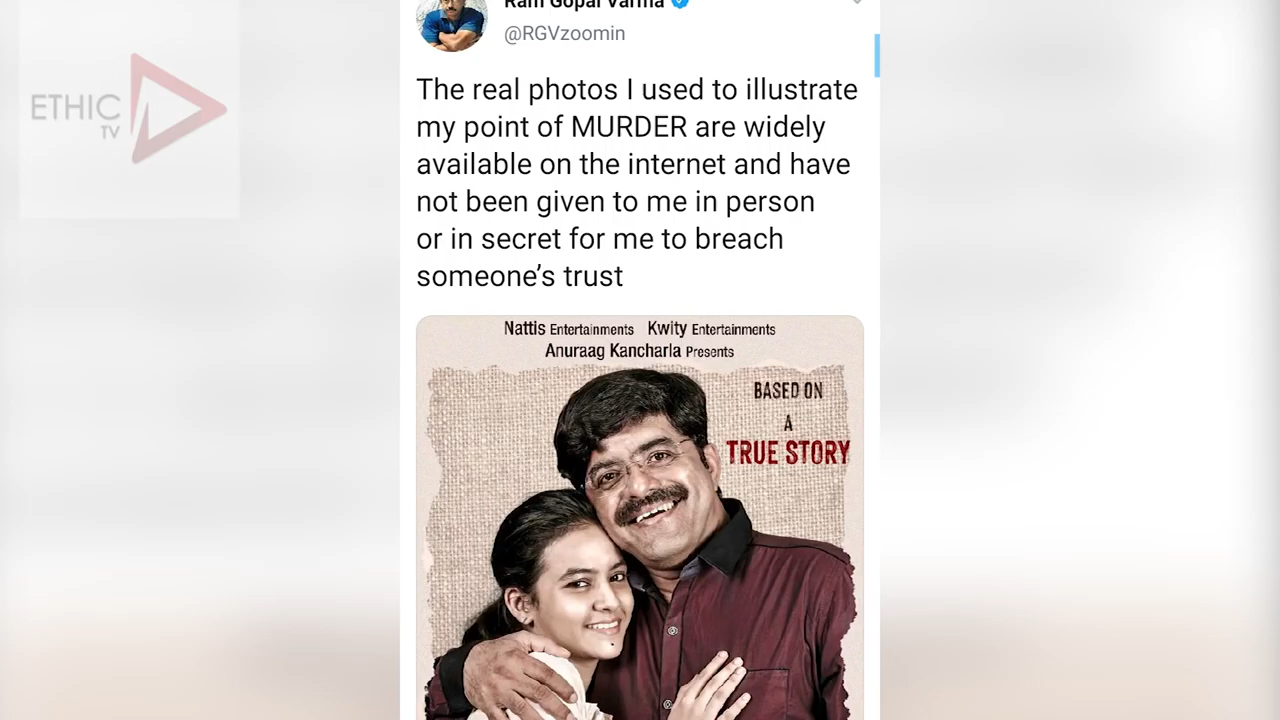 Ram Gopal Varma
@RGVzoomin
ETHIC
TV
The real photos I used to illustrate
my point of MURDER are widely
available on the internet and have
not been given to me in person
or in secret for me to breach
someone’s trust
Nattis Entertainments Kwity Entertainments
Anuraag Kancharla Presents
BASED ON
A
TRUE STORY